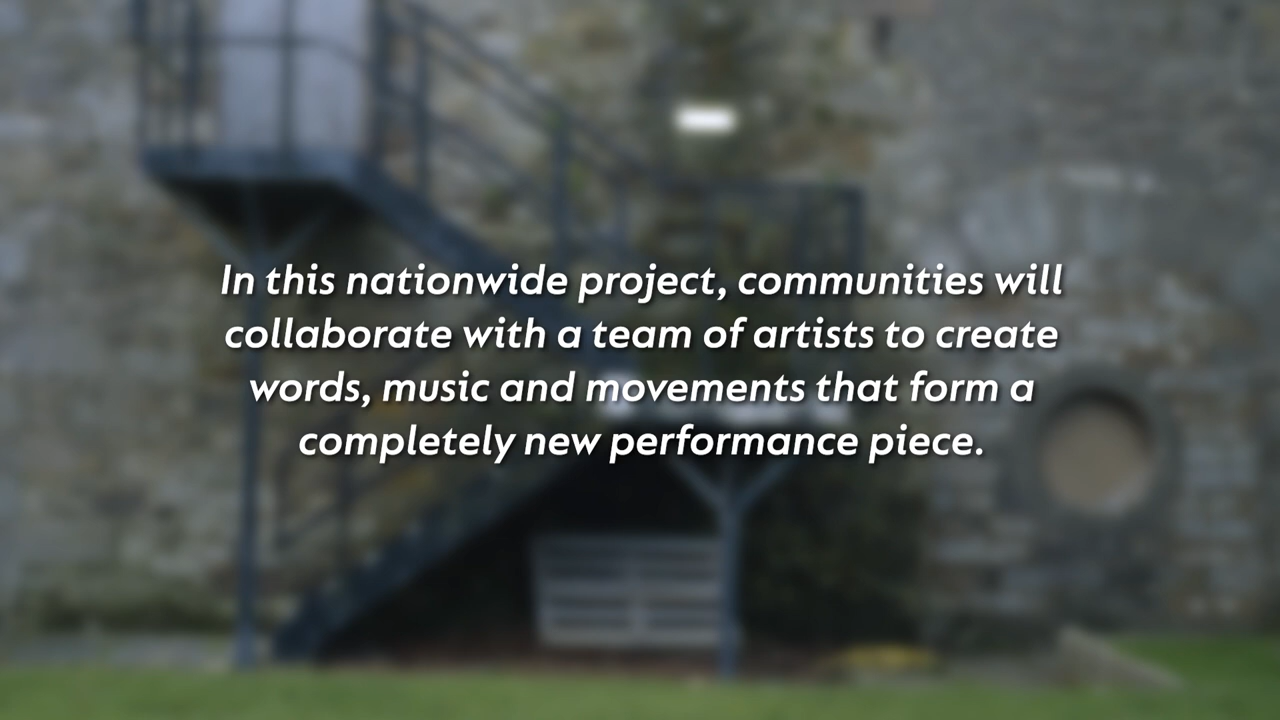 In this nationwide project, communities will
collaborate with a team of artists to create
words, music and movements that form a
completely new performance piece.